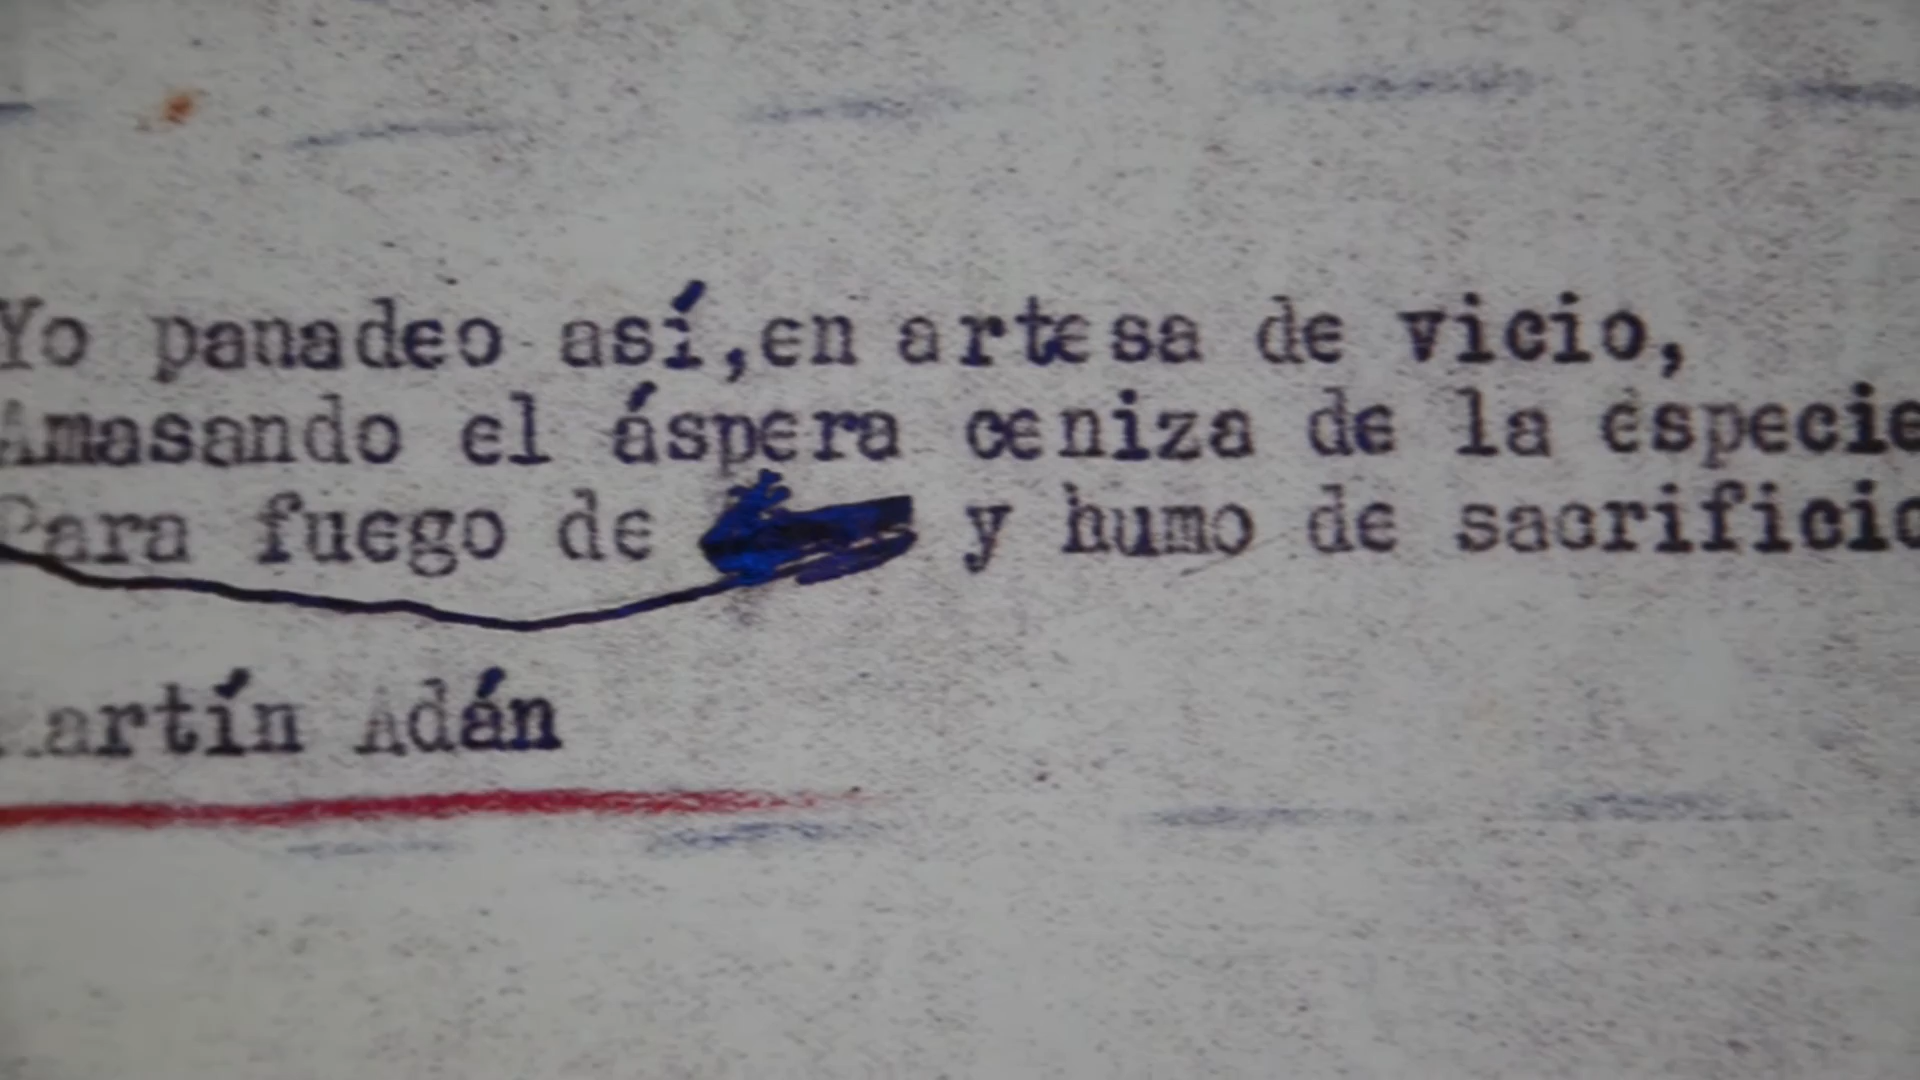 Yo panadeo así,en artesa de vicio,
Amasando el áspera ceniza de la especie
Para fuego de y humo de sacrificio
Martín Adán